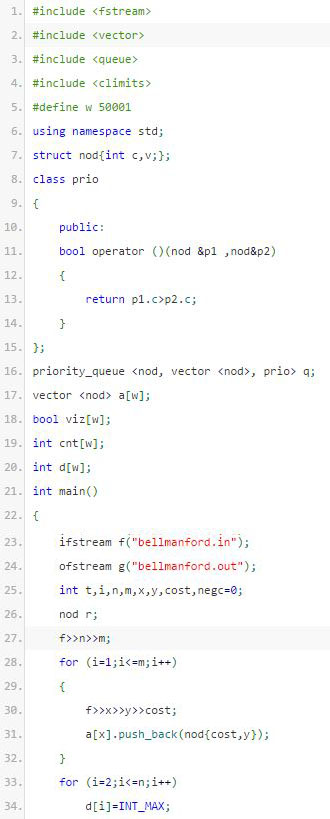 1. #include <fstream>
2. #include <vector>
3. #include <queue>
4. #include <climits>
5. #define w 50001
6. using namespace std;
7. struct nod{int c,v;};
8. class prio
9. {
10. public:
11. bool operator ()(nod &p1 ,nod&p2)
12. {
13. return p1.c>p2.c;
14. }
15. };
16. priority_queue <nod, vector <nod>, prio> q;
17. vector <nod> a[w];
18. bool viz[w];
19. int cnt[w];
20. int d[w];
21. int main()
22. {
23. ifstream f("bellmanford.in");
24. ofstream g("bellmanford.out");
25. int t,i,n,m,x,y,cost,negc=0;
26. nod r;
27. f>>n>>m;
28. for (i=1;i<=m;i++)
29. {
30. f>>x>>y>>cost;
31. a[x].push_back(nod{cost,y});
32. }
33. for (i=2;i<=n;i++)
34. d[i]=INT_MAX;